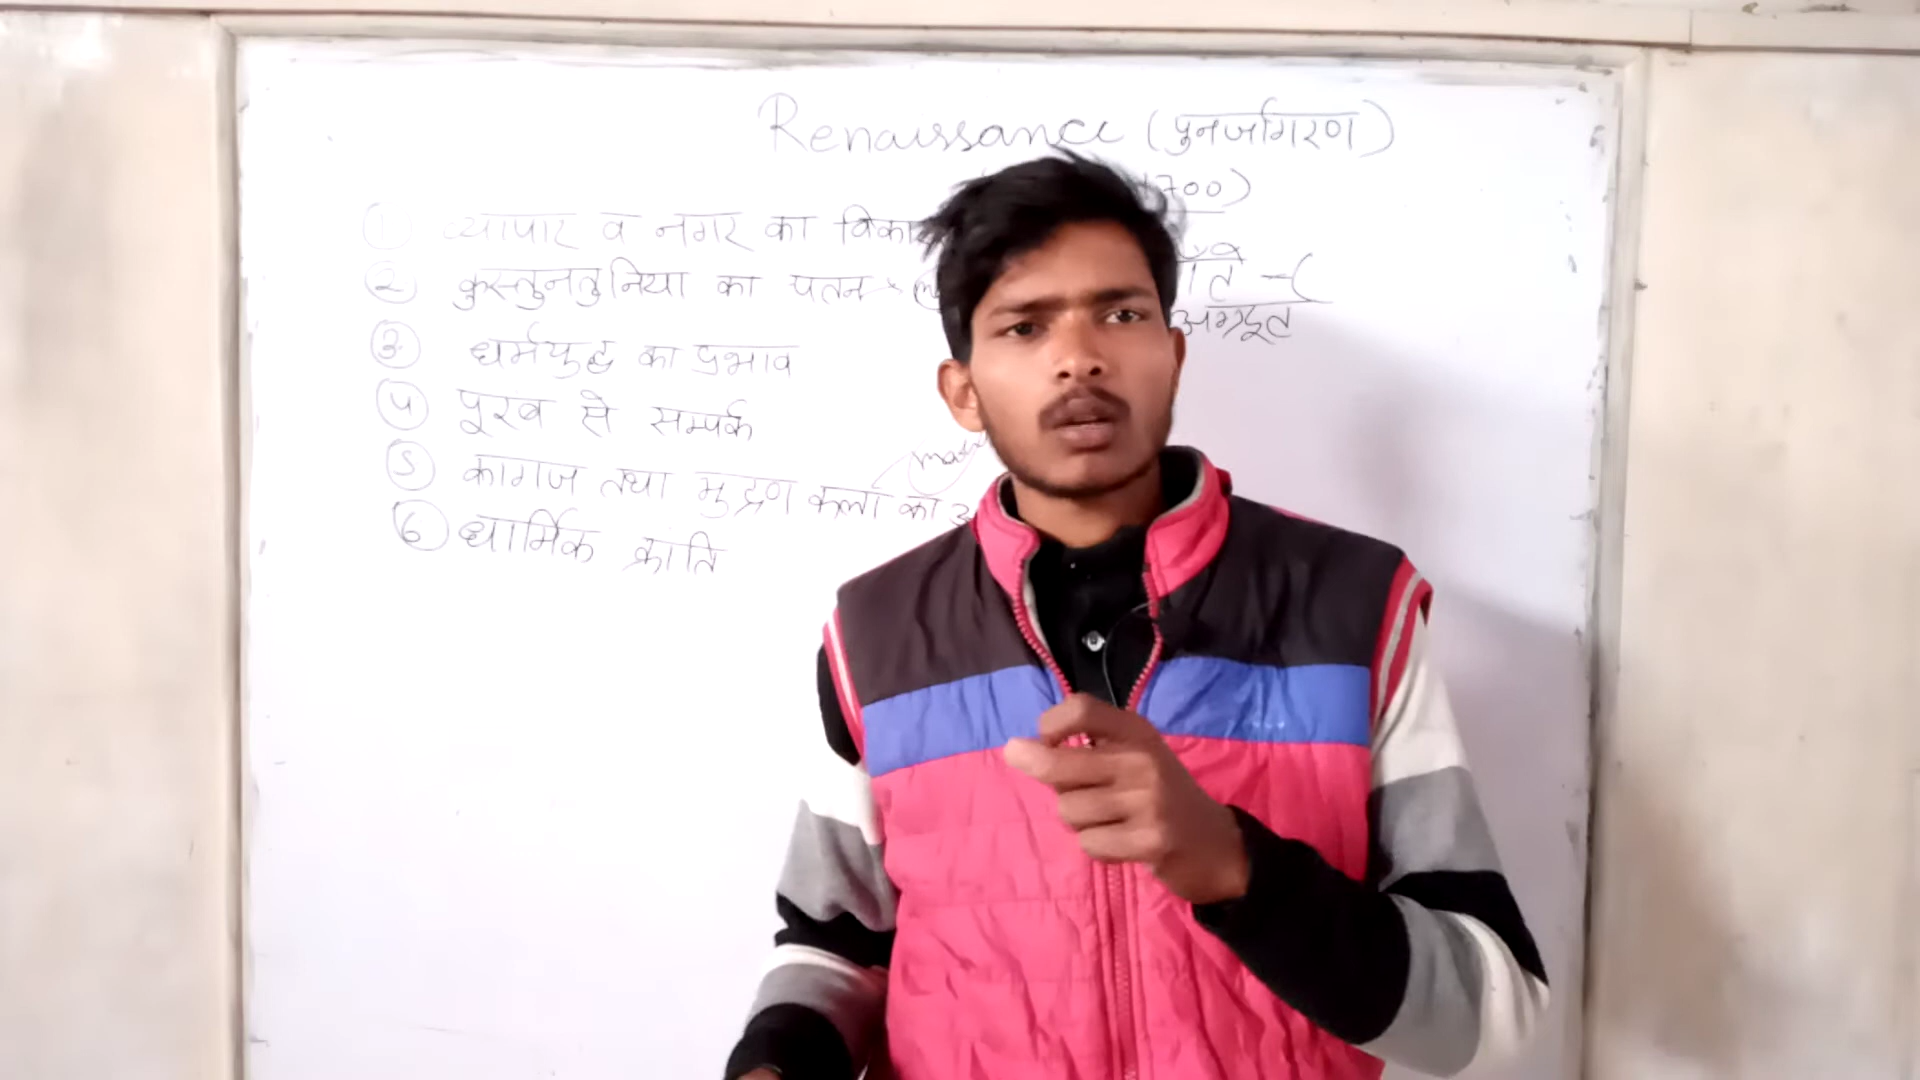 Renaissance (पुनर्जागरण)
1700)
① व्यापार व नगर का विका
② कुस्तुनतुनिया का पतन
③ धर्मयुद्ध का प्रभाव
④ पूरब से सम्पर्क
⑤ कागज तथा मुद्रण कला का
⑥ धार्मिक क्रांति
अग्रदूत